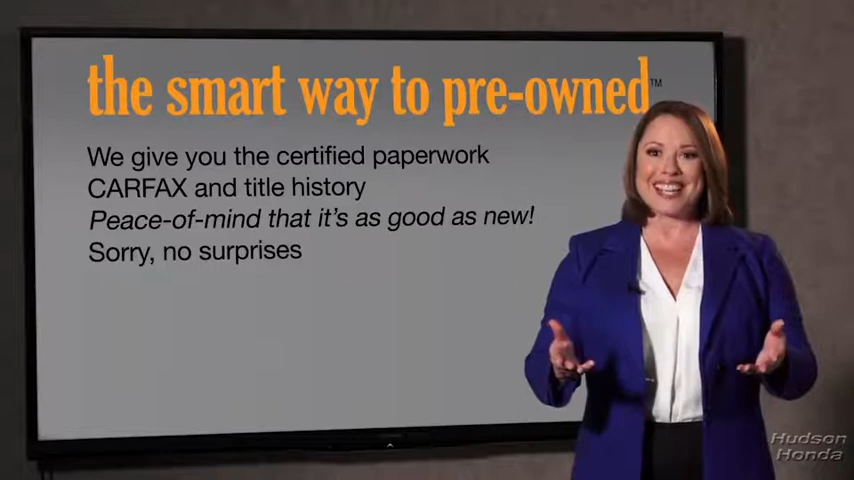 the smart way to pre-owned™
We give you the certified paperwork
CARFAX and title history
Peace-of-mind that it's as good as new!
Sorry, no surprises
Hudson
Honda